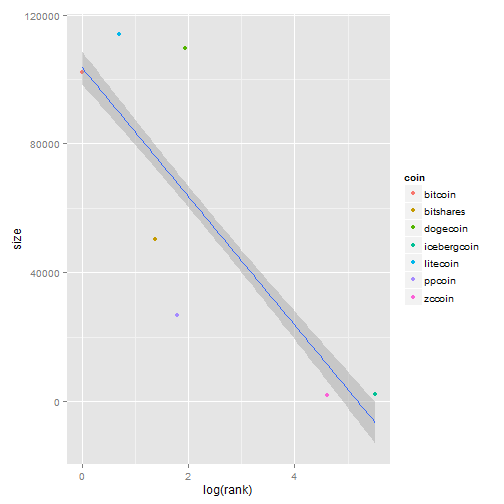 120000
80000
40000
0
size
0
2
4
log(rank)
coin
bitcoin
bitshares
dogecoin
icebergcoin
litecoin
ppcoin
zccoin